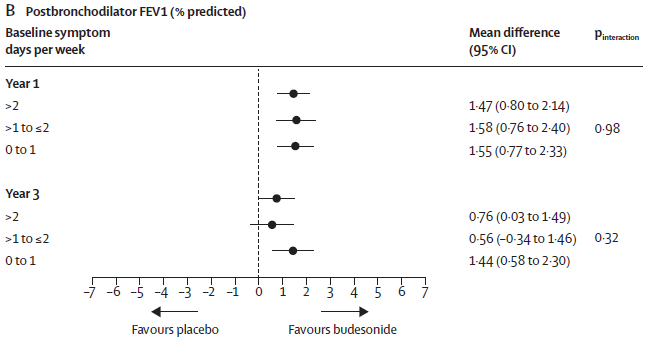 B Postbronchodilator FEV1 (% predicted)
Baseline symptom days per week
Mean difference (95% CI)
Pinteraction
Year 1
>2 1·47 (0·80 to 2·14)
>1 to ≤2 1·58 (0·76 to 2·40) 0·98
0 to 1 1·55 (0·77 to 2·33)
Year 3
>2 0·76 (0·03 to 1·49)
>1 to ≤2 0·56 (–0·34 to 1·46) 0·32
0 to 1 1·44 (0·58 to 2·30)
–7 –6 –5 –4 –3 –2 –1 0 1 2 3 4 5 6 7
Favours placebo Favours budesonide